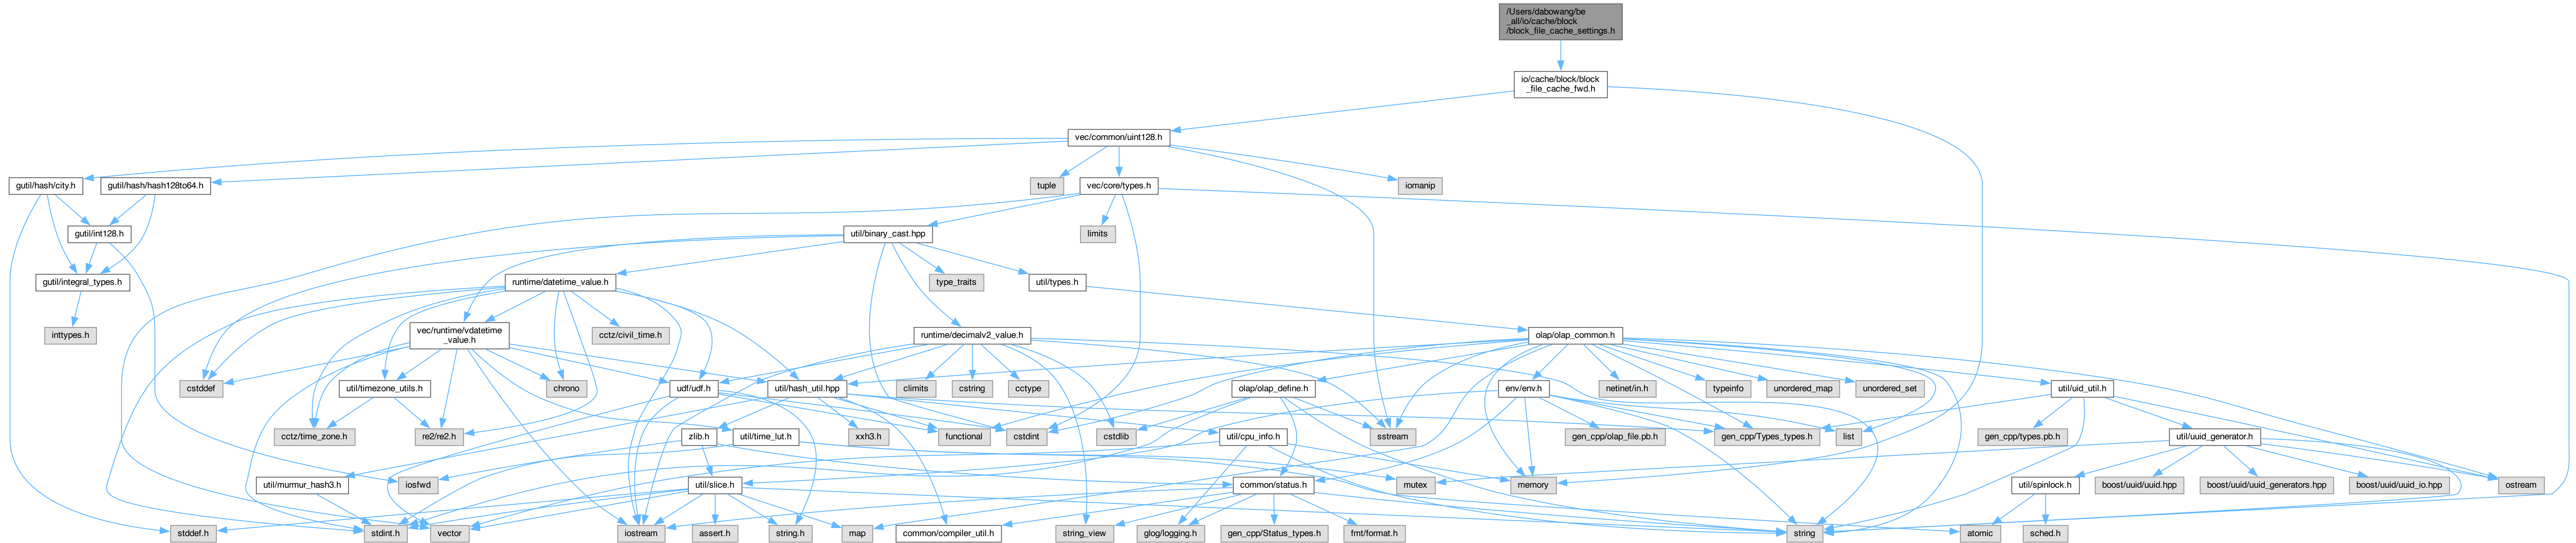 /Users/dabowang/be
_all/io/cache/block
/block_file_cache_settings.h
io/cache/block/block
_file_cache_fwd.h
vec/common/uint128.h
gutil/hash/city.h
gutil/hash/hash128to64.h
tuple
vec/core/types.h
iomanip
gutil/int128.h
util/binary_cast.hpp
limits
gutil/integral_types.h
runtime/datetime_value.h
type_traits
util/types.h
inttypes.h
vec/runtime/vdatetime
_value.h
cctz/civil_time.h
runtime/decimalv2_value.h
olap/olap_common.h
cstddef
util/timezone_utils.h
chrono
udf/udf.h
util/hash_util.hpp
climits
cstring
cctype
olap/olap_define.h
env/env.h
netinet/in.h
typeinfo
unordered_map
unordered_set
util/uid_util.h
cctz/time_zone.h
re2/re2.h
zlib.h
util/time_lut.h
xxh3.h
functional
cstdint
util/cpu_info.h
cstdlib
sstream
gen_cpp/olap_file.pb.h
gen_cpp/Types_types.h
list
gen_cpp/types.pb.h
util/uuid_generator.h
util/murmur_hash3.h
iosfwd
util/slice.h
common/status.h
mutex
memory
util/spinlock.h
boost/uuid/uuid.hpp
boost/uuid/uuid_generators.hpp
boost/uuid/uuid_io.hpp
ostream
stddef.h
stdint.h
vector
iostream
assert.h
string.h
map
common/compiler_util.h
string_view
glog/logging.h
gen_cpp/Status_types.h
fmt/format.h
string
atomic
sched.h